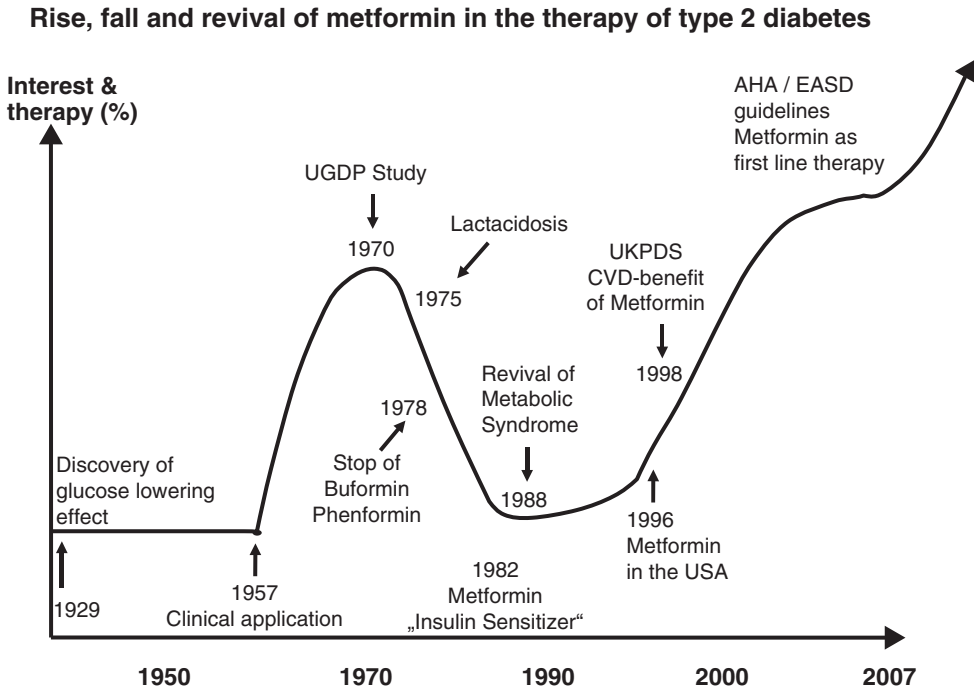 Rise, fall and revival of metformin in the therapy of type 2 diabetes
Interest &
therapy (%)
AHA / EASD
guidelines
Metformin as
first line therapy
UGDP Study
1970
Lactacidosis
1975
UKPDS
CVD-benefit
of Metformin
1998
Revival of
Metabolic
Syndrome
1988
1978
Stop of
Buformin
Phenformin
Discovery of
glucose lowering
effect
1929
1957
Clinical application
1982
Metformin
„Insulin Sensitizer“
1996
Metformin
in the USA
1950
1970
1990
2000
2007